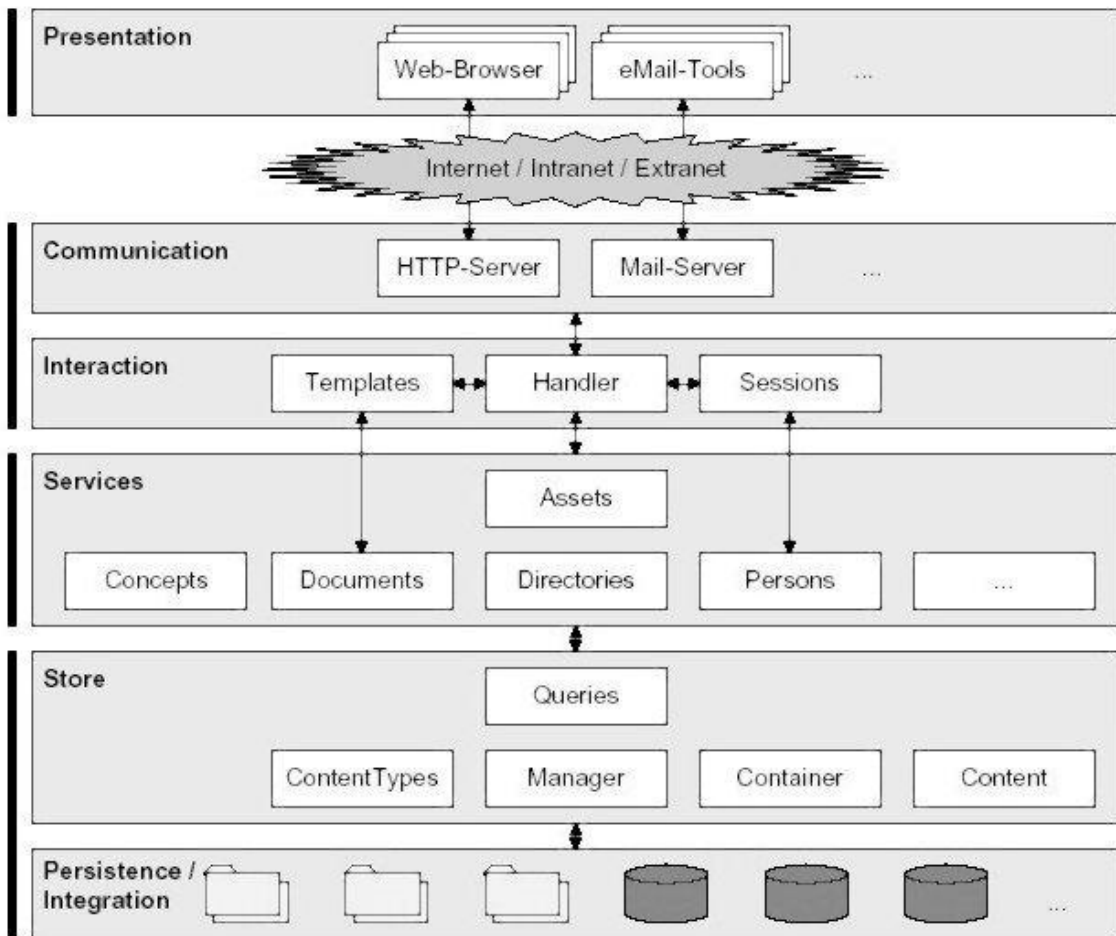 Presentation
Web-Browser
eMail-Tools
...
Internet / Intranet / Extranet
Communication
HTTP-Server
Mail-Server
...
Interaction
Templates
Handler
Sessions
Services
Assets
Concepts
Documents
Directories
Persons
...
Store
Queries
ContentTypes
Manager
Container
Content
Persistence /
Integration
...